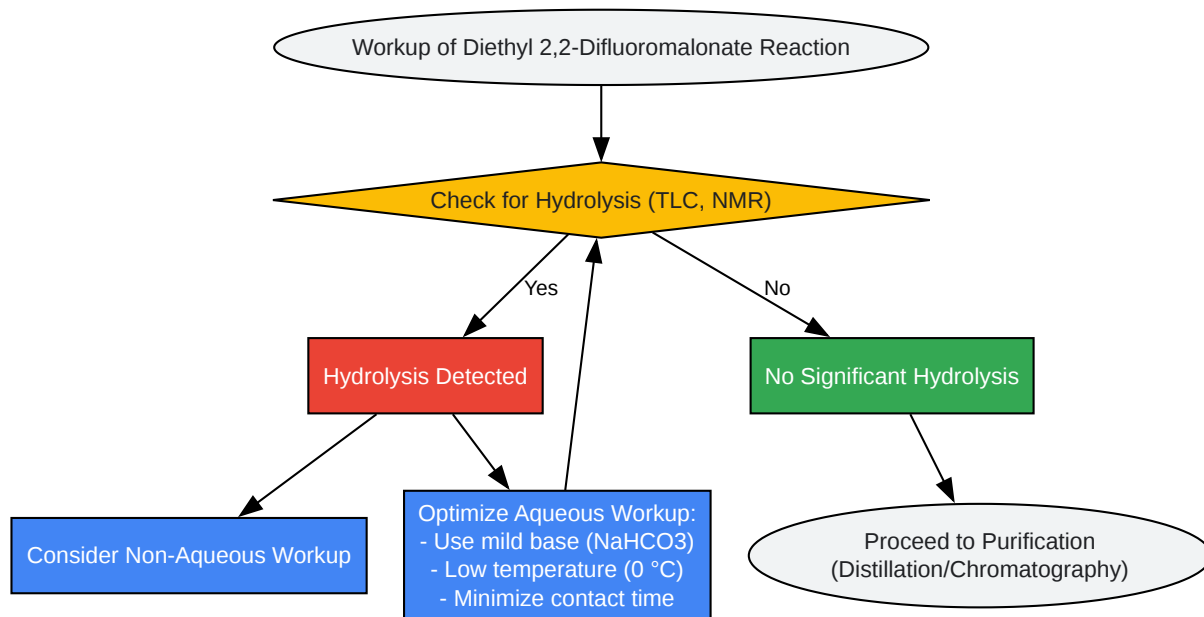 Workup of Diethyl 2,2-Difluoromalonate Reaction
Check for Hydrolysis (TLC, NMR)
Yes
No
Hydrolysis Detected
No Significant Hydrolysis
Consider Non-Aqueous Workup
Optimize Aqueous Workup:
- Use mild base (NaHCO3)
- Low temperature (0 °C)
- Minimize contact time
Proceed to Purification
(Distillation/Chromatography)